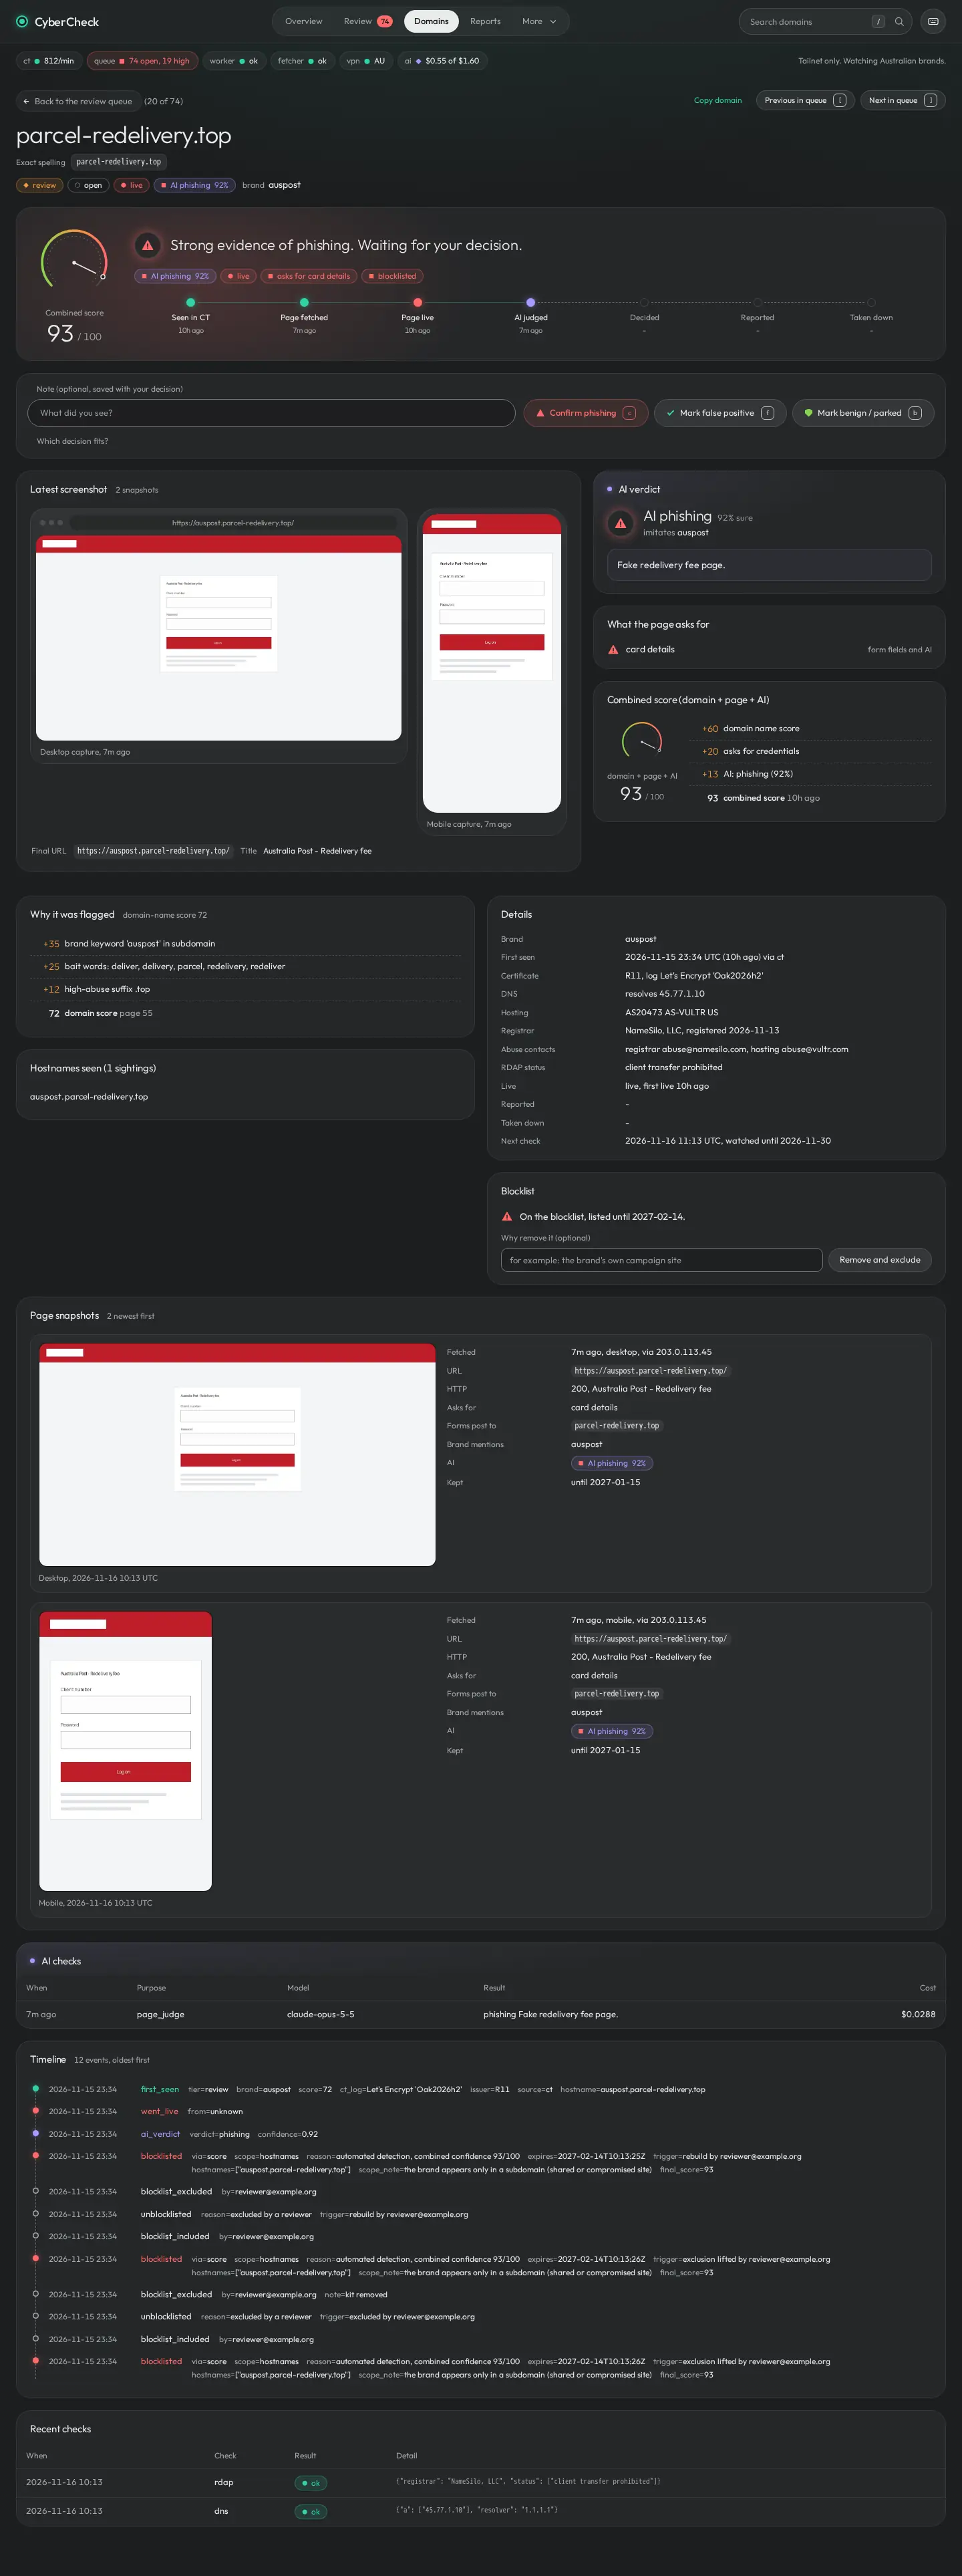 CyberCheck
Overview
Review 74
Domains
Reports
More
Search domains /
ct 812/min
queue 74 open, 19 high
worker ok
fetcher ok
vpn AU
ai $0.55 of $1.60
Tailnet only. Watching Australian brands.
← Back to the review queue (20 of 74)
Copy domain
Previous in queue [
Next in queue ]
parcel-redelivery.top
Exact spelling parcel-redelivery.top
review open live AI phishing 92% brand auspost
Strong evidence of phishing. Waiting for your decision.
AI phishing 92% live asks for card details blocklisted
Combined score
93 / 100
Seen in CT
10h ago
Page fetched
7m ago
Page live
10h ago
AI judged
7m ago
Decided
-
Reported
-
Taken down
-
Note (optional, saved with your decision)
What did you see?
Confirm phishing c
Mark false positive f
Mark benign / parked b
Which decision fits?
Latest screenshot 2 snapshots
https://auspost.parcel-redelivery.top/
Australia Post - Redelivery fee
Client number
Password
Log on
Desktop capture, 7m ago
Australia Post - Redelivery fee
Client number
Password
Log on
Mobile capture, 7m ago
Final URL https://auspost.parcel-redelivery.top/ Title Australia Post - Redelivery fee
AI verdict
AI phishing 92% sure
imitates auspost
Fake redelivery fee page.
What the page asks for
card details form fields and AI
Combined score (domain + page + AI)
domain + page + AI
93 / 100
+60 domain name score
+20 asks for credentials
+13 AI: phishing (92%)
93 combined score 10h ago
Why it was flagged domain-name score 72
+35 brand keyword 'auspost' in subdomain
+25 bait words: deliver, delivery, parcel, redelivery, redeliver
+12 high-abuse suffix .top
72 domain score page 55
Hostnames seen (1 sightings)
auspost.parcel-redelivery.top
Details
Brand auspost
First seen 2026-11-15 23:34 UTC (10h ago) via ct
Certificate R11, log Let's Encrypt 'Oak2026h2'
DNS resolves 45.77.1.10
Hosting AS20473 AS-VULTR US
Registrar NameSilo, LLC, registered 2026-11-13
Abuse contacts registrar abuse@namesilo.com, hosting abuse@vultr.com
RDAP status client transfer prohibited
Live live, first live 10h ago
Reported -
Taken down -
Next check 2026-11-16 11:13 UTC, watched until 2026-11-30
Blocklist
On the blocklist, listed until 2027-02-14.
Why remove it (optional)
for example: the brand's own campaign site
Remove and exclude
Page snapshots 2 newest first
Australia Post - Redelivery fee
Client number
Password
Log on
Desktop, 2026-11-16 10:13 UTC
Fetched 7m ago, desktop, via 203.0.113.45
URL https://auspost.parcel-redelivery.top/
HTTP 200, Australia Post - Redelivery fee
Asks for card details
Forms post to parcel-redelivery.top
Brand mentions auspost
AI AI phishing 92%
Kept until 2027-01-15
Australia Post - Redelivery fee
Client number
Password
Log on
Mobile, 2026-11-16 10:13 UTC
Fetched 7m ago, mobile, via 203.0.113.45
URL https://auspost.parcel-redelivery.top/
HTTP 200, Australia Post - Redelivery fee
Asks for card details
Forms post to parcel-redelivery.top
Brand mentions auspost
AI AI phishing 92%
Kept until 2027-01-15
AI checks
When Purpose Model Result Cost
7m ago page_judge claude-opus-5-5 phishing Fake redelivery fee page. $0.0288
Timeline 12 events, oldest first
2026-11-15 23:34 first_seen tier=review brand=auspost score=72 ct_log=Let's Encrypt 'Oak2026h2' issuer=R11 source=ct hostname=auspost.parcel-redelivery.top
2026-11-15 23:34 went_live from=unknown
2026-11-15 23:34 ai_verdict verdict=phishing confidence=0.92
2026-11-15 23:34 blocklisted via=score scope=hostnames reason=automated detection, combined confidence 93/100 expires=2027-02-14T10:13:25Z trigger=rebuild by reviewer@example.org
hostnames=["auspost.parcel-redelivery.top"] scope_note=the brand appears only in a subdomain (shared or compromised site) final_score=93
2026-11-15 23:34 blocklist_excluded by=reviewer@example.org
2026-11-15 23:34 unblocklisted reason=excluded by a reviewer trigger=rebuild by reviewer@example.org
2026-11-15 23:34 blocklist_included by=reviewer@example.org
2026-11-15 23:34 blocklisted via=score scope=hostnames reason=automated detection, combined confidence 93/100 expires=2027-02-14T10:13:26Z trigger=exclusion lifted by reviewer@example.org
hostnames=["auspost.parcel-redelivery.top"] scope_note=the brand appears only in a subdomain (shared or compromised site) final_score=93
2026-11-15 23:34 blocklist_excluded by=reviewer@example.org note=kit removed
2026-11-15 23:34 unblocklisted reason=excluded by a reviewer trigger=excluded by reviewer@example.org
2026-11-15 23:34 blocklist_included by=reviewer@example.org
2026-11-15 23:34 blocklisted via=score scope=hostnames reason=automated detection, combined confidence 93/100 expires=2027-02-14T10:13:26Z trigger=exclusion lifted by reviewer@example.org
hostnames=["auspost.parcel-redelivery.top"] scope_note=the brand appears only in a subdomain (shared or compromised site) final_score=93
Recent checks
When Check Result Detail
2026-11-16 10:13 rdap ok {"registrar": "NameSilo, LLC", "status": ["client transfer prohibited"]}
2026-11-16 10:13 dns ok {"a": ["45.77.1.10"], "resolver": "1.1.1.1"}